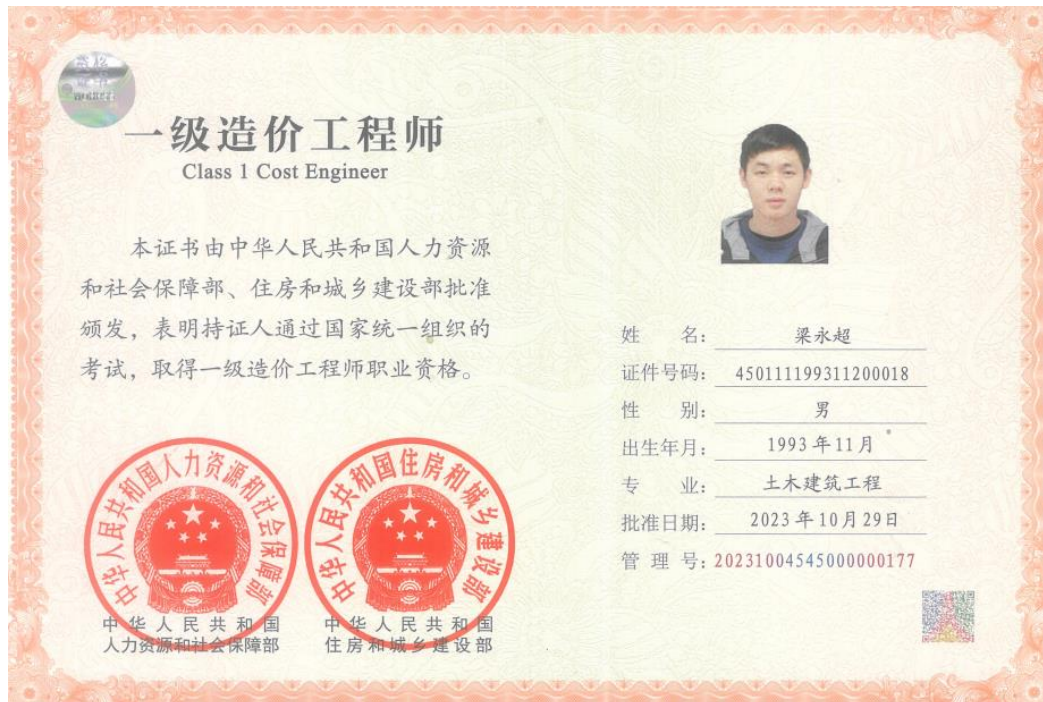 一级造价工程师
Class 1 Cost Engineer
本证书由中华人民共和国人力资源
和社会保障部、住房和城乡建设部批准
颁发，表明持证人通过国家统一组织的
考试，取得一级造价工程师职业资格。
中华人民共和国人力资源和社会保障部
中华人民共和国住房和城乡建设部
中华人民共和国
人力资源和社会保障部
中华人民共和国
住房和城乡建设部
姓名：梁永超
证件号码：450111199311200018
性别：男
出生年月：1993年11月
专业：土木建筑工程
批准日期：2023年10月29日
管理号：20231004545000000177